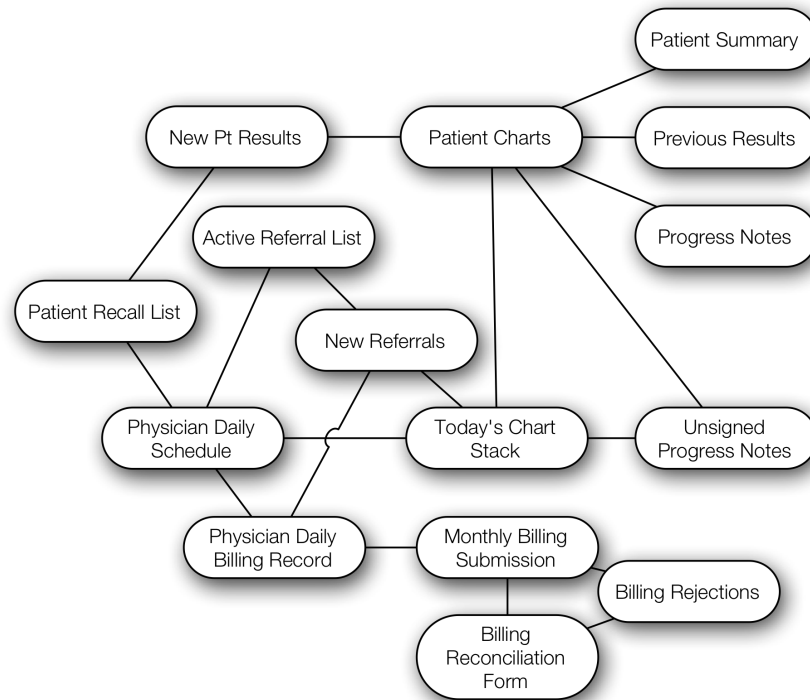 Patient Summary
New Pt Results
Patient Charts
Previous Results
Active Referral List
Progress Notes
Patient Recall List
New Referrals
Physician Daily
Schedule
Today's Chart
Stack
Unsigned
Progress Notes
Physician Daily
Billing Record
Monthly Billing
Submission
Billing Rejections
Billing
Reconciliation
Form